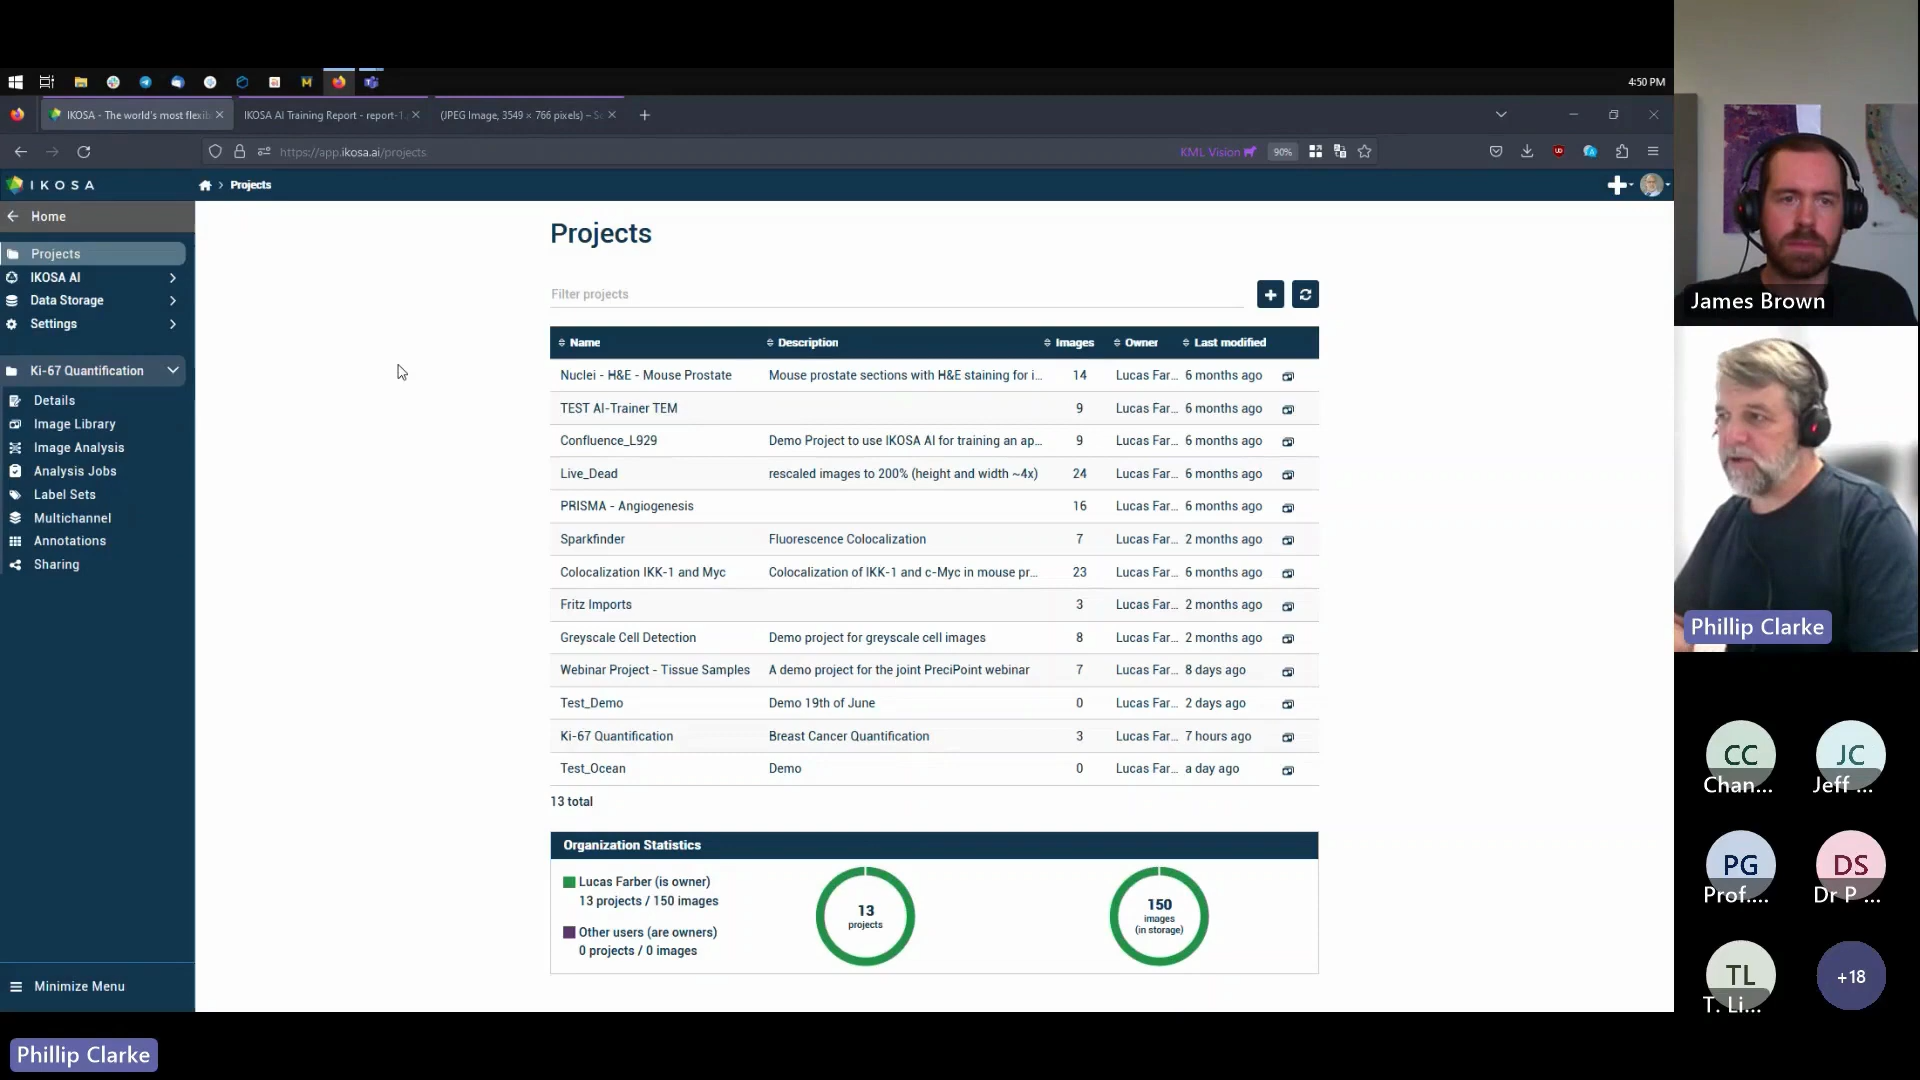 4:50 PM
IKOSA - The world's most flexib
IKOSA AI Training Report - report-1
(JPEG Image, 3549 × 766 pixels) – Sc
https://app.ikosa.ai/projects
KML Vision
90%
IKOSA
Projects
Home
Projects
IKOSA AI
Data Storage
Settings
Ki-67 Quantification
Details
Image Library
Image Analysis
Analysis Jobs
Label Sets
Multichannel
Annotations
Sharing
Minimize Menu
Projects
Filter projects
Name Description Images Owner Last modified
Nuclei - H&E - Mouse Prostate Mouse prostate sections with H&E staining for i... 14 Lucas Far... 6 months ago
TEST AI-Trainer TEM 9 Lucas Far... 6 months ago
Confluence_L929 Demo Project to use IKOSA AI for training an ap... 9 Lucas Far... 6 months ago
Live_Dead rescaled images to 200% (height and width ~4x) 24 Lucas Far... 6 months ago
PRISMA - Angiogenesis 16 Lucas Far... 6 months ago
Sparkfinder Fluorescence Colocalization 7 Lucas Far... 2 months ago
Colocalization IKK-1 and Myc Colocalization of IKK-1 and c-Myc in mouse pr... 23 Lucas Far... 6 months ago
Fritz Imports 3 Lucas Far... 2 months ago
Greyscale Cell Detection Demo project for greyscale cell images 8 Lucas Far... 2 months ago
Webinar Project - Tissue Samples A demo project for the joint PreciPoint webinar 7 Lucas Far... 8 days ago
Test_Demo Demo 19th of June 0 Lucas Far... 2 days ago
Ki-67 Quantification Breast Cancer Quantification 3 Lucas Far... 7 hours ago
Test_Ocean Demo 0 Lucas Far... a day ago
13 total
Organization Statistics
Lucas Farber (is owner)
13 projects / 150 images
Other users (are owners)
0 projects / 0 images
13
projects
150
images
(in storage)
James Brown
Phillip Clarke
CC JC
Chan... Jeff ...
PG DS
Prof.... Dr P ...
TL +18
T. Li...
Phillip Clarke